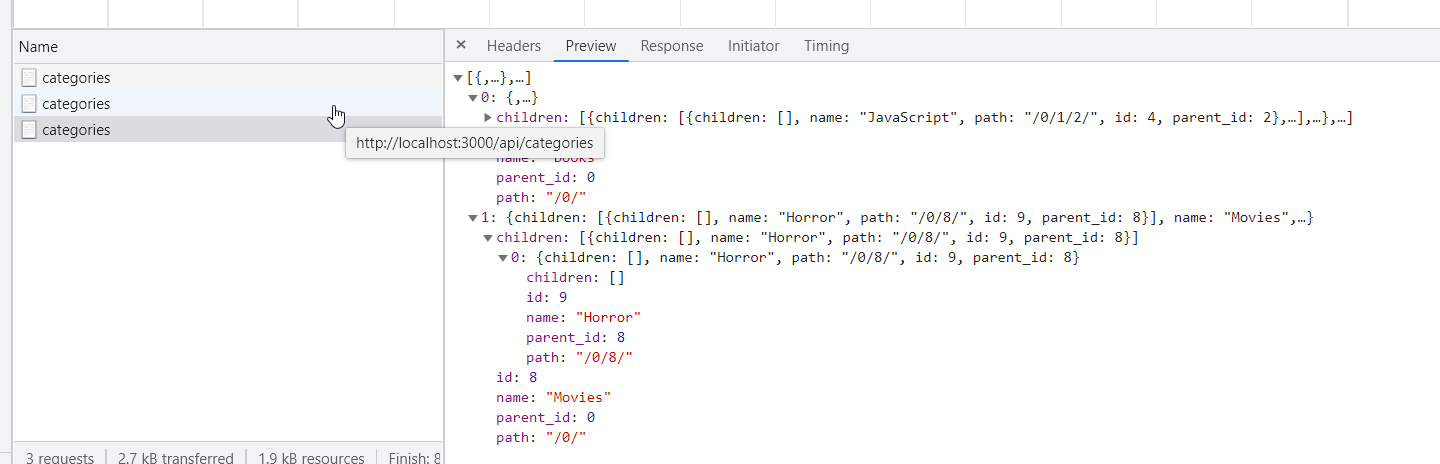 Name
categories
categories
categories
http://localhost:3000/api/categories
× Headers Preview Response Initiator Timing
[{,…},…]
0: {,…}
children: [{children: [{children: [], name: "JavaScript", path: "/0/1/2/", id: 4, parent_id: 2},…],…},…]
name: "Books"
parent_id: 0
path: "/0/"
1: {children: [{children: [], name: "Horror", path: "/0/8/", id: 9, parent_id: 8}], name: "Movies",…}
children: [{children: [], name: "Horror", path: "/0/8/", id: 9, parent_id: 8}]
0: {children: [], name: "Horror", path: "/0/8/", id: 9, parent_id: 8}
children: []
id: 9
name: "Horror"
parent_id: 8
path: "/0/8/"
id: 8
name: "Movies"
parent_id: 0
path: "/0/"
3 requests 2.7 kB transferred 1.9 kB resources Finish: 8